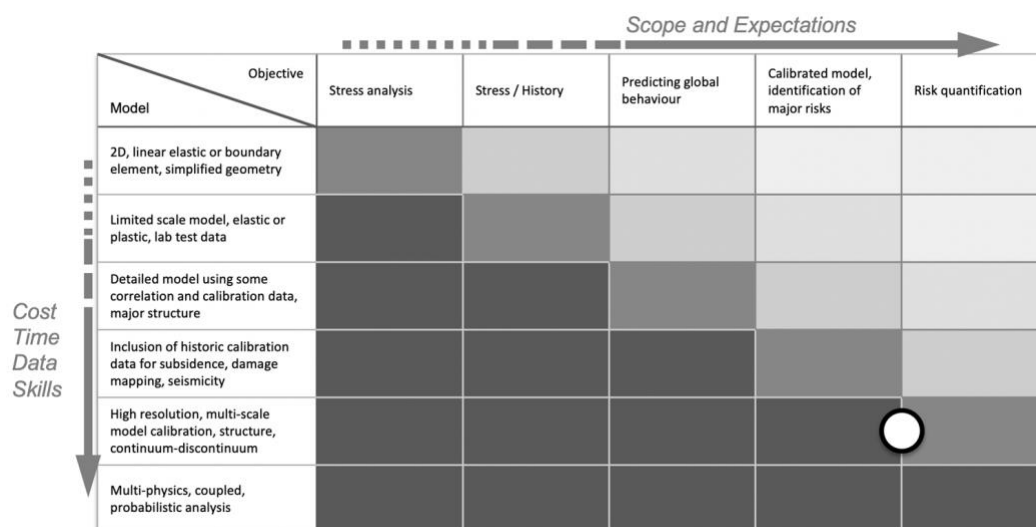 Scope and Expectations
Objective
Model
Stress analysis
Stress / History
Predicting global
behaviour
Calibrated model,
identification of
major risks
Risk quantification
2D, linear elastic or boundary
element, simplified geometry
Limited scale model, elastic or
plastic, lab test data
Detailed model using some
correlation and calibration data,
major structure
Inclusion of historic calibration
data for subsidence, damage
mapping, seismicity
High resolution, multi-scale
model calibration, structure,
continuum-discontinuum
Multi-physics, coupled,
probabilistic analysis
Cost
Time
Data
Skills